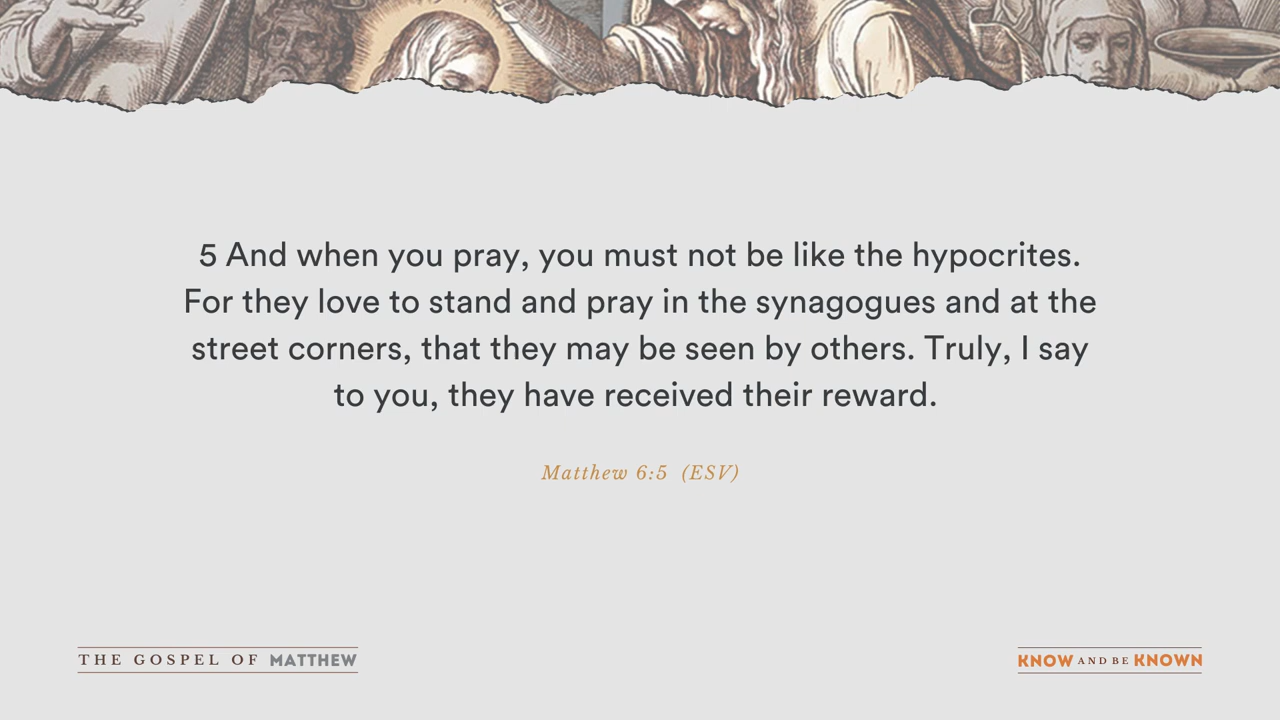 5 And when you pray, you must not be like the hypocrites.
For they love to stand and pray in the synagogues and at the
street corners, that they may be seen by others. Truly, I say
to you, they have received their reward.
Matthew 6:5 (ESV)
THE GOSPEL OF MATTHEW
KNOW AND BE KNOWN